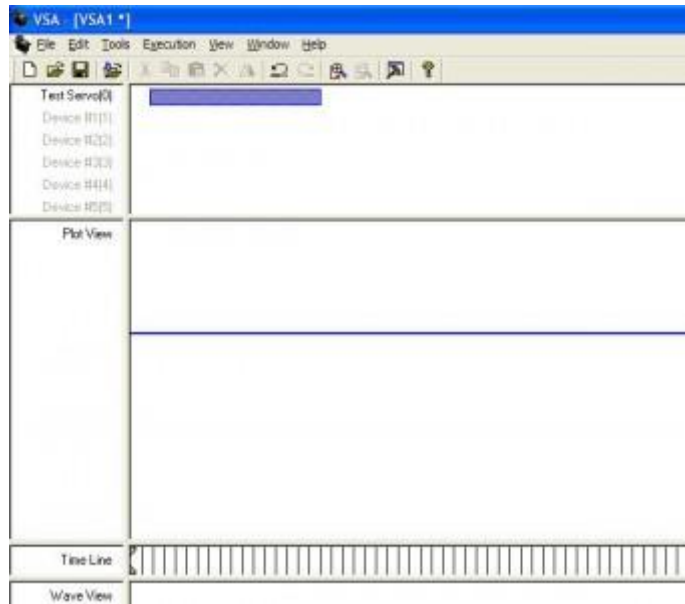 VSA - [VSA1 *]
File Edit Tools Execution View Window Help
Test Servo(0)
Device #1(1)
Device #2(2)
Device #3(3)
Device #4(4)
Device #5(5)
Plot View
Time Line
Wave View